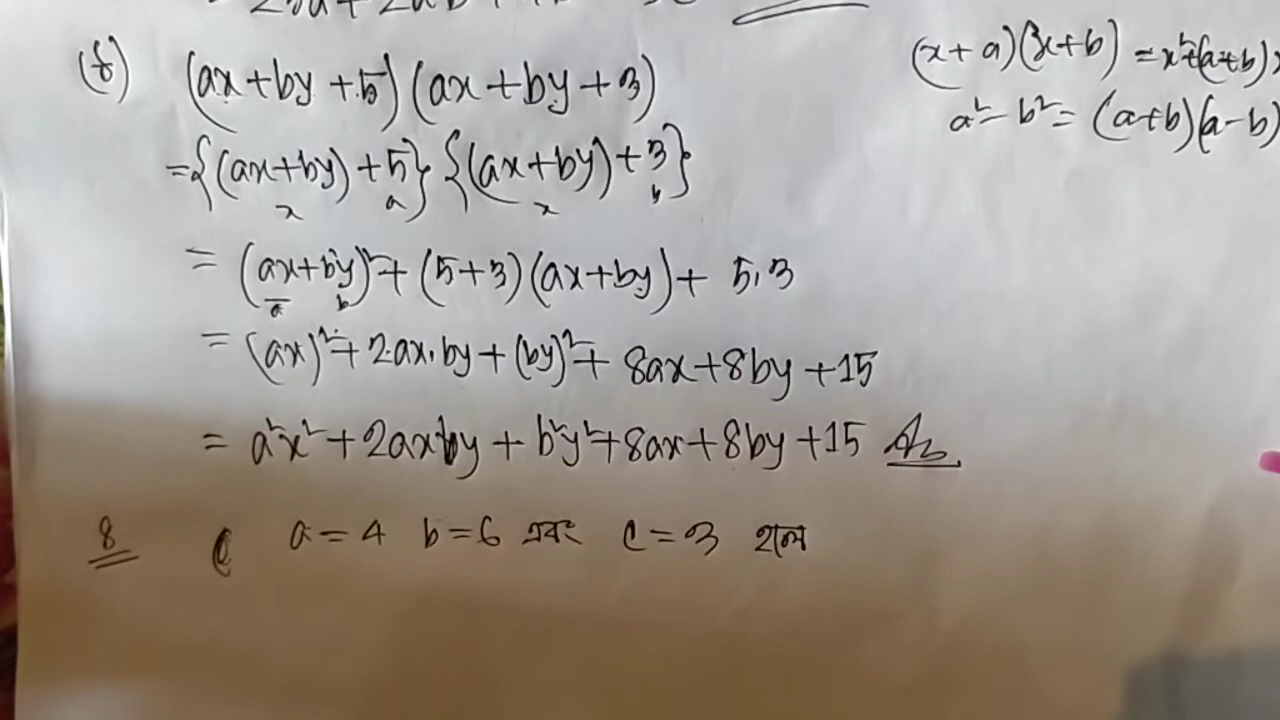 (f) (ax+by+5)(ax+by+3)
(x+a)(x+b) = x²+(a+b)x
a²-b² = (a+b)(a-b)
={(ax+by)+5}{(ax+by)+3}
x a x b
= (ax+by)²+(5+3)(ax+by)+ 5.3
a b
= (ax)²+2.ax.by+(by)²+ 8ax+8by+15
= a²x²+2axby+b²y²+8ax+8by+15 Ans.
8 a=4 b=6 এবং c=3 হলে